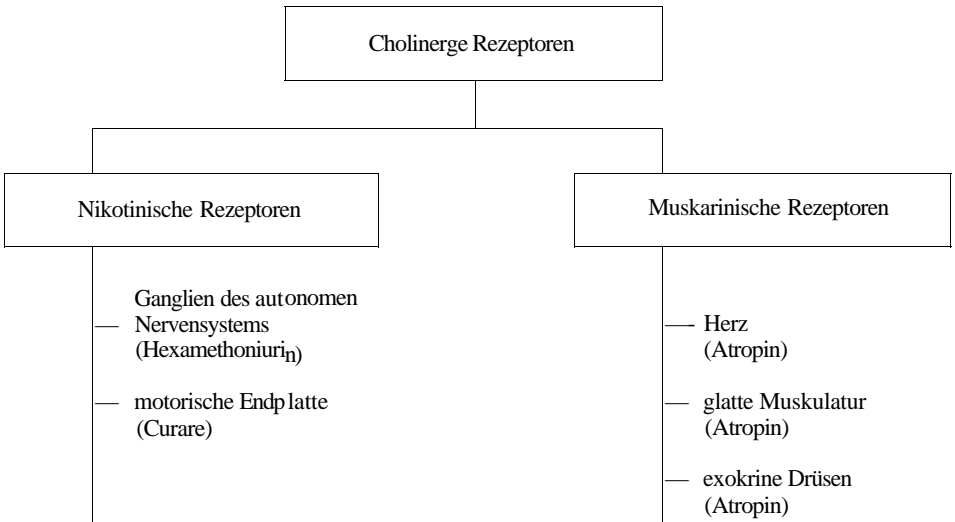 Cholinerge Rezeptoren
Nikotinische Rezeptoren
Muskarinische Rezeptoren
Ganglien des autonomen
Nervensystems
(Hexamethoniurin)
motorische Endplatte
(Curare)
Herz
(Atropin)
glatte Muskulatur
(Atropin)
exokrine Drüsen
(Atropin)